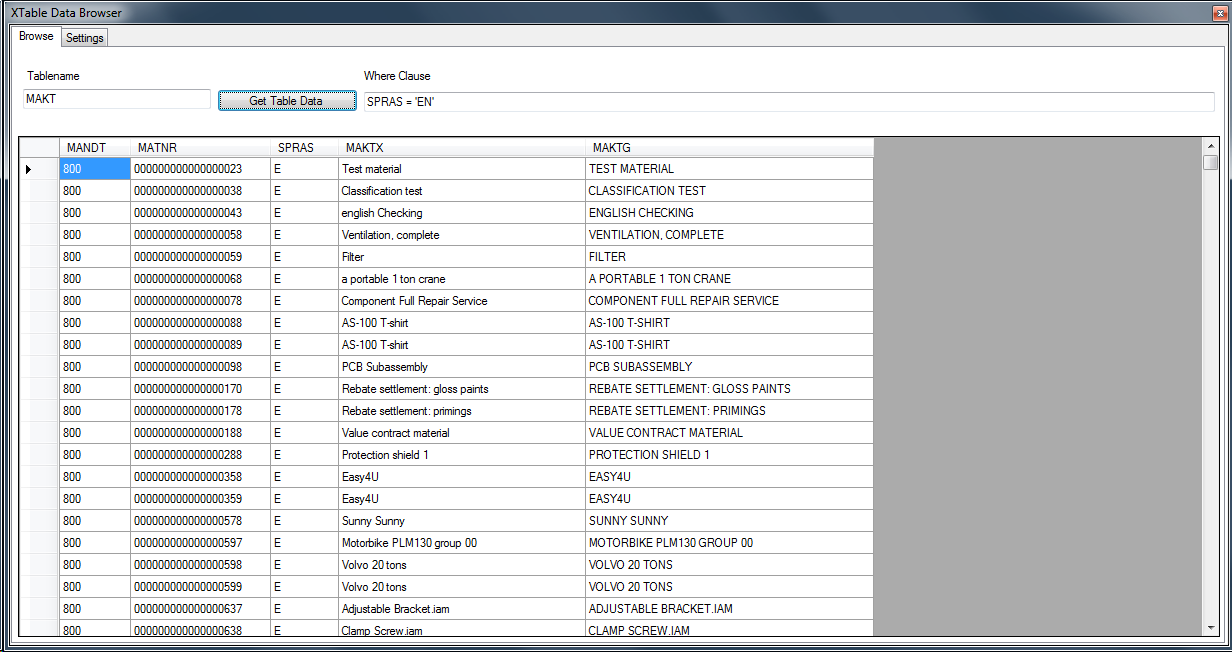 XTable Data Browser
Browse Settings
Tablename Where Clause
MAKT Get Table Data SPRAS = 'EN'
MANDT MATNR SPRAS MAKTX MAKTG
800 000000000000000023 E Test material TEST MATERIAL
800 000000000000000038 E Classification test CLASSIFICATION TEST
800 000000000000000043 E english Checking ENGLISH CHECKING
800 000000000000000058 E Ventilation, complete VENTILATION, COMPLETE
800 000000000000000059 E Filter FILTER
800 000000000000000068 E a portable 1 ton crane A PORTABLE 1 TON CRANE
800 000000000000000078 E Component Full Repair Service COMPONENT FULL REPAIR SERVICE
800 000000000000000088 E AS-100 T-shirt AS-100 T-SHIRT
800 000000000000000089 E AS-100 T-shirt AS-100 T-SHIRT
800 000000000000000098 E PCB Subassembly PCB SUBASSEMBLY
800 000000000000000170 E Rebate settlement: gloss paints REBATE SETTLEMENT: GLOSS PAINTS
800 000000000000000178 E Rebate settlement: primings REBATE SETTLEMENT: PRIMINGS
800 000000000000000188 E Value contract material VALUE CONTRACT MATERIAL
800 000000000000000288 E Protection shield 1 PROTECTION SHIELD 1
800 000000000000000358 E Easy4U EASY4U
800 000000000000000359 E Easy4U EASY4U
800 000000000000000578 E Sunny Sunny SUNNY SUNNY
800 000000000000000597 E Motorbike PLM130 group 00 MOTORBIKE PLM130 GROUP 00
800 000000000000000598 E Volvo 20 tons VOLVO 20 TONS
800 000000000000000599 E Volvo 20 tons VOLVO 20 TONS
800 000000000000000637 E Adjustable Bracket.iam ADJUSTABLE BRACKET.IAM
800 000000000000000638 E Clamp Screw.iam CLAMP SCREW.IAM